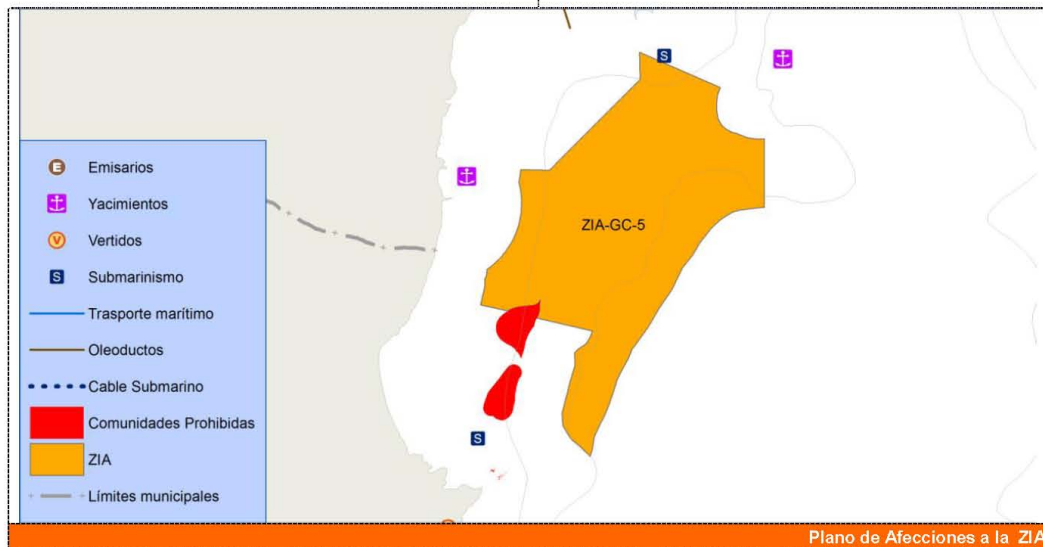 S
ZIA-GC-5
E Emisarios
Yacimientos
V Vertidos
S Submarinismo
Trasporte marítimo
Oleoductos
Cable Submarino
Comunidades Prohibidas
ZIA
Límites municipales
S
Plano de Afecciones a la ZIA